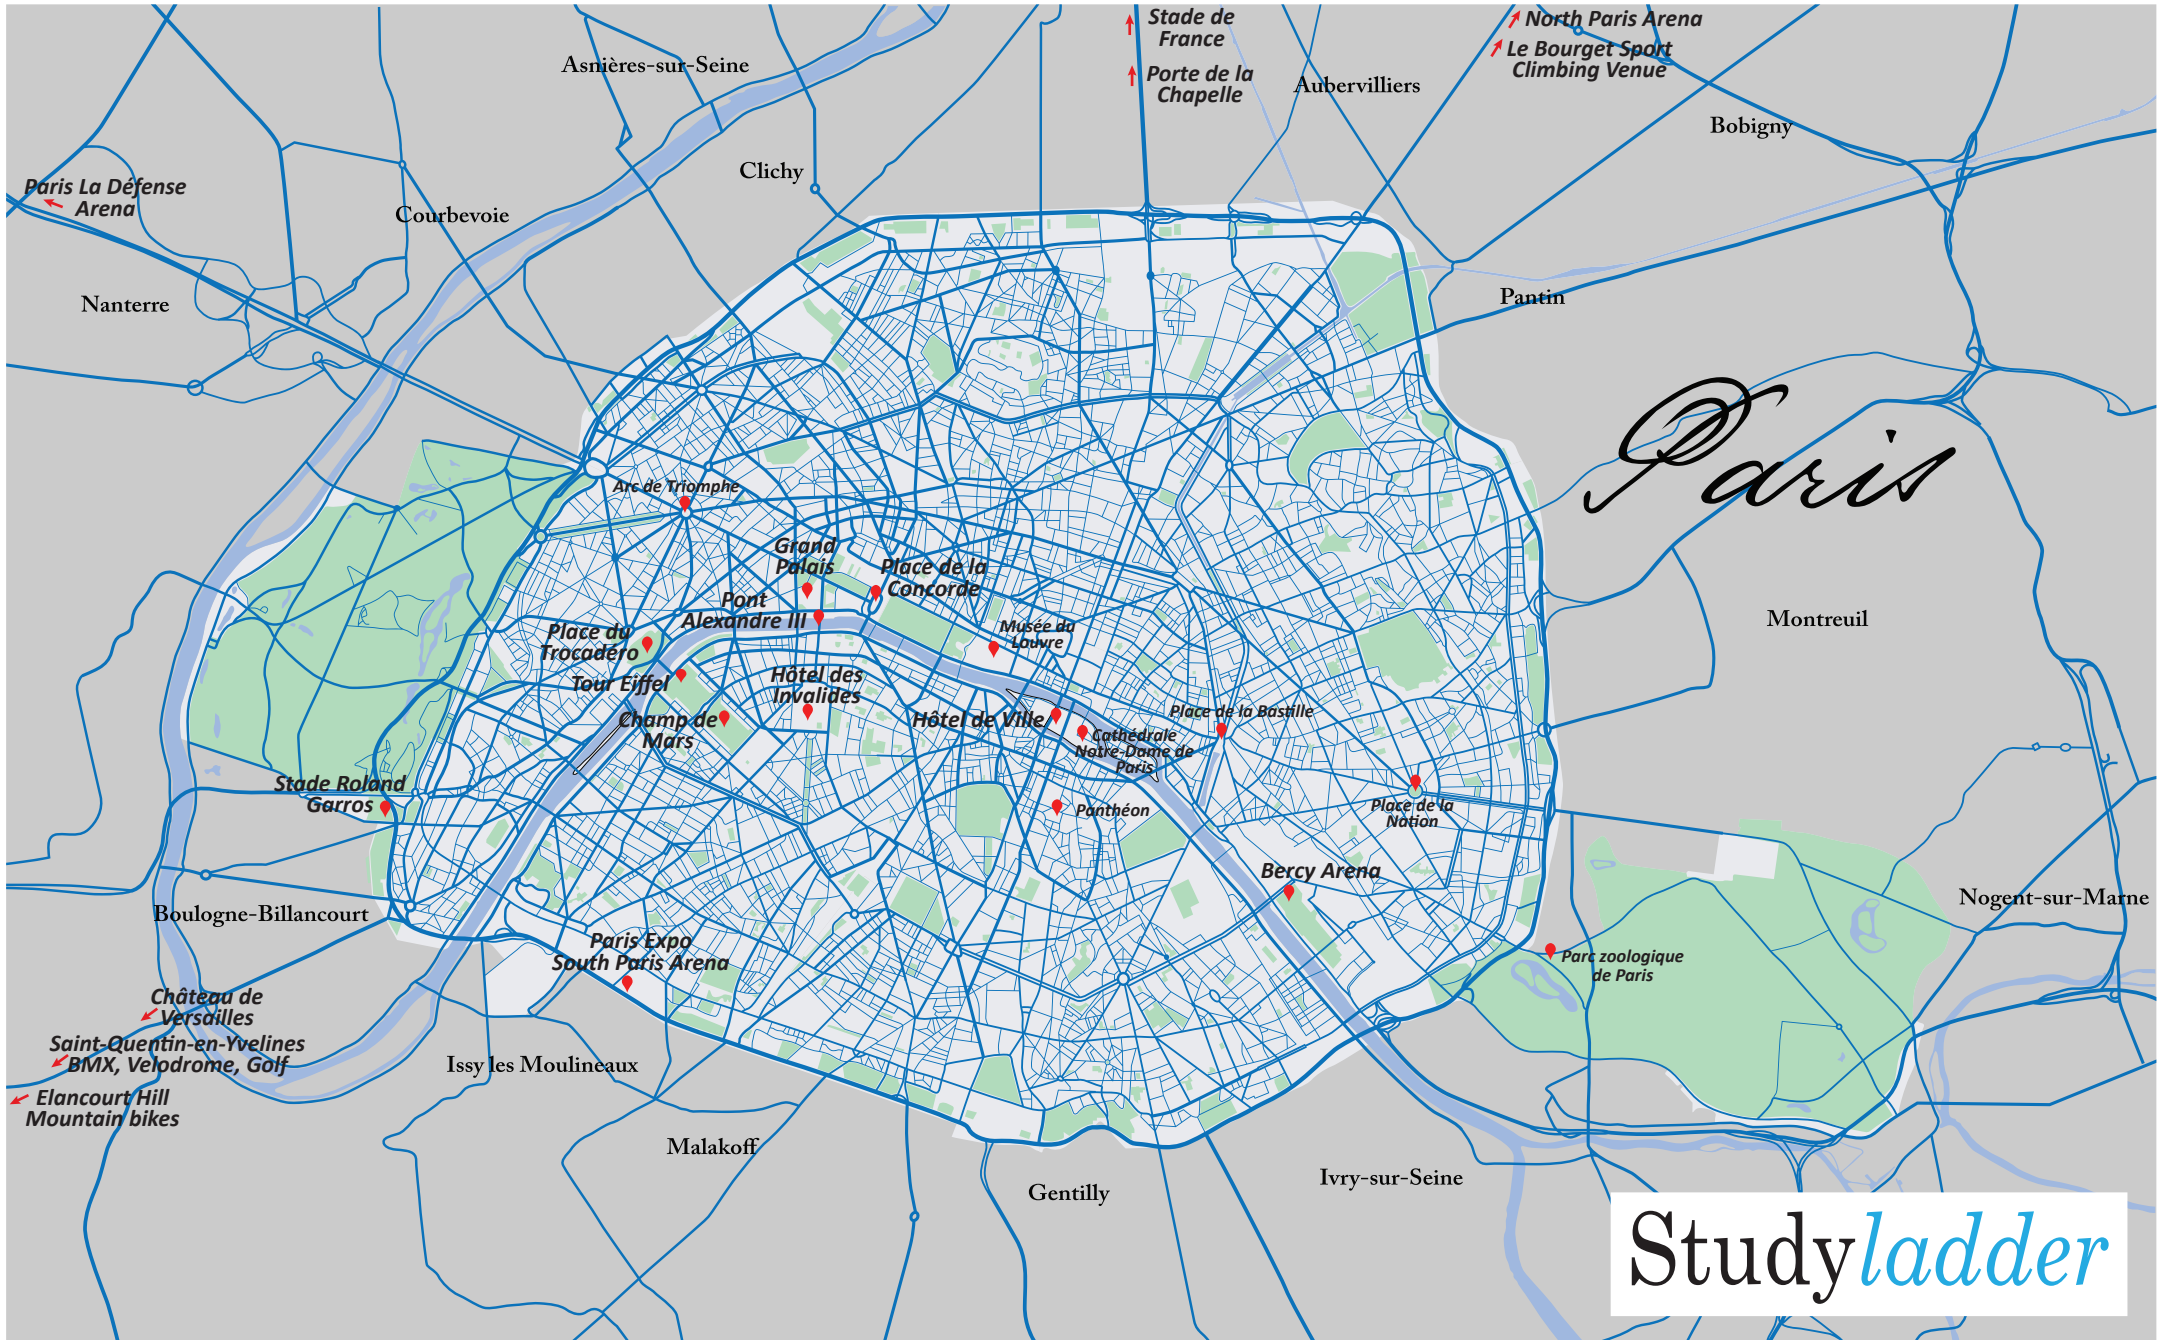 Stade de
France
North Paris Arena
Le Bourget Sport
Climbing Venue
Asnières-sur-Seine
Porte de la
Chapelle
Aubervilliers
Bobigny
Clichy
Paris La Défense
Arena
Courbevoie
Nanterre
Pantin
Paris
Arc de Triomphe
Grand
Palais
Place de la
Concorde
Pont
Alexandre III
Place du
Trocadéro
Musée du
Louvre
Montreuil
Tour Eiffel
Hôtel des
Invalides
Champ de
Mars
Hôtel de Ville
Place de la Bastille
Cathédrale
Notre-Dame de
Paris
Stade Roland
Garros
Panthéon
Place de la
Nation
Bercy Arena
Nogent-sur-Marne
Boulogne-Billancourt
Paris Expo
South Paris Arena
Parc zoologique
de Paris
Château de
Versailles
Saint-Quentin-en-Yvelines
BMX, Velodrome, Golf
Issy les Moulineaux
Elancourt Hill
Mountain bikes
Malakoff
Gentilly
Ivry-sur-Seine
Studyladder